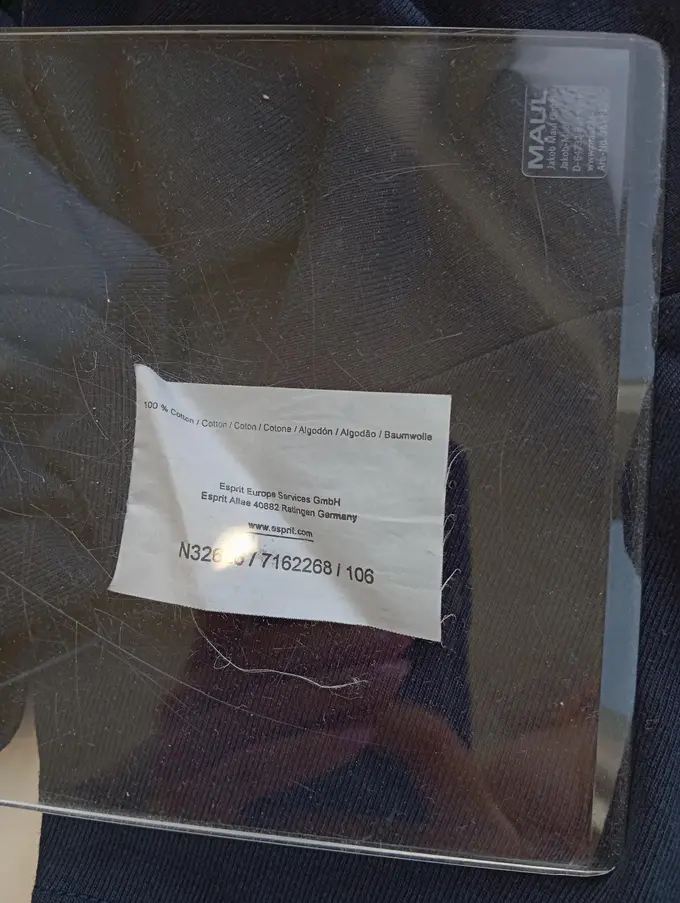 MAUL
100 % Cotton / Cotton / Coton / Cotone / Algodón / Algodão / Baumwolle
Esprit Europe Services GmbH
Esprit Allee 40882 Ratingen Germany
www.esprit.com
/ 7162268 / 106